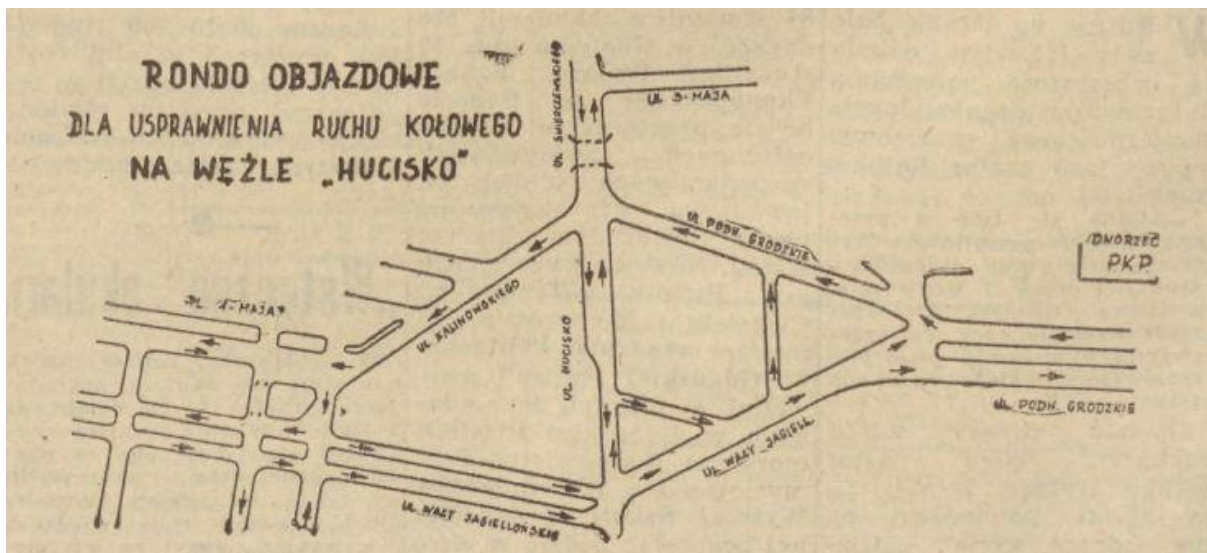 RONDO OBJAZDOWE
DLA USPRAWNIENIA RUCHU KOŁOWEGO
NA WĘŹLE „HUCISKO”
UL. ŚWIERCZEWSKIEGO
UL 3-MAJA
UL PODW. GRODZKIE
DWORZEC
PKP.
PL. 1-MAJA
UL. KALINOWSKIEGO
UL. HUCISKO
UL. WAŁY JAGIELL.
UL. PODW. GRODZKIE
UL. WAŁY JAGIELLOŃSKIE